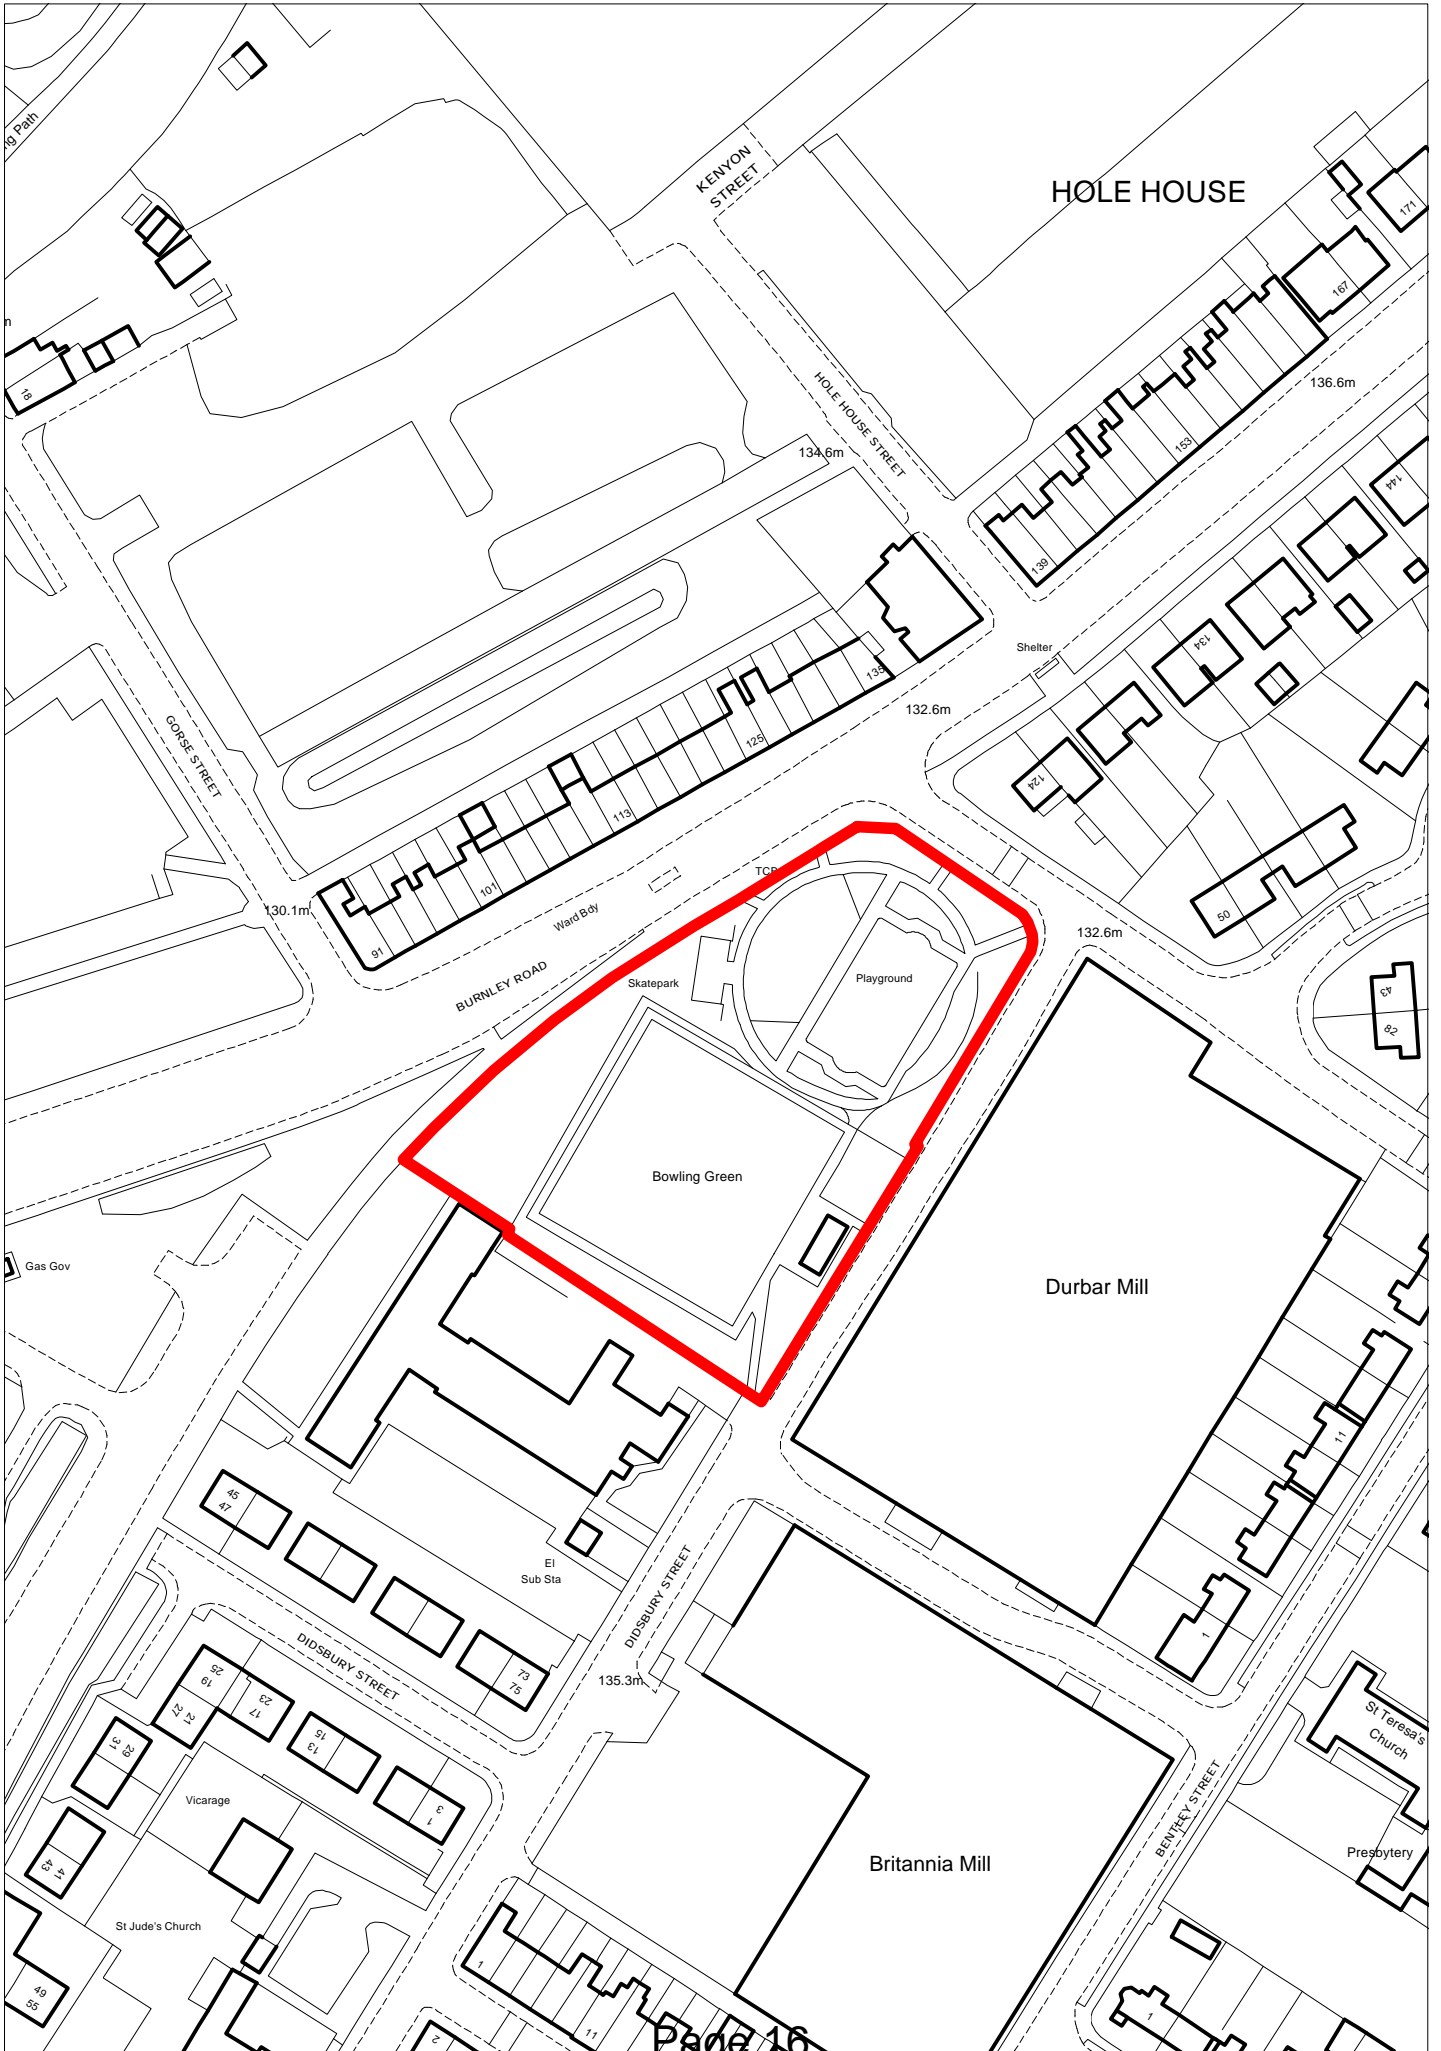 ng Path
KENYON
STREET
HOLE HOUSE
171
167
n
18
HOLE HOUSE STREET
136.6m
153
134.6m
144
139
134
Shelter
135
132.6m
GORSE STREET
125
124
113
TCB
101
50
130.1m
Ward Bdy
91
132.6m
BURNLEY ROAD
Skatepark
Playground
43
82
Bowling Green
Gas Gov
Durbar Mill
11
45
47
El
Sub Sta
DIDSBURY STREET
1
DIDSBURY STREET
73
75
135.3m
25
19
23
17
21
27
15
13
29
31
St Teresa's
Church
Vicarage
3
1
BENTLEY STREET
41
43
Britannia Mill
Presbytery
St Jude's Church
49
55
1
11
2
1
Page 16